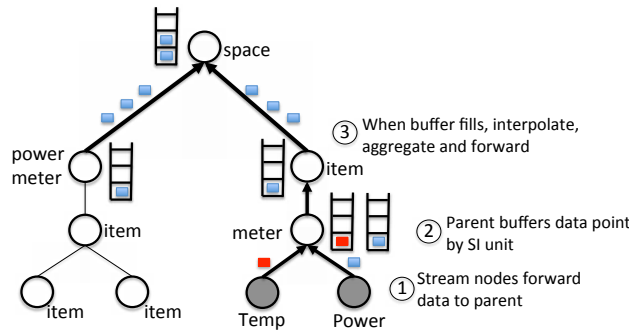 space
③ When buffer fills, interpolate,
aggregate and forward
power
meter
item
item
meter
② Parent buffers data point
by SI unit
① Stream nodes forward
data to parent
item
item
Temp
Power